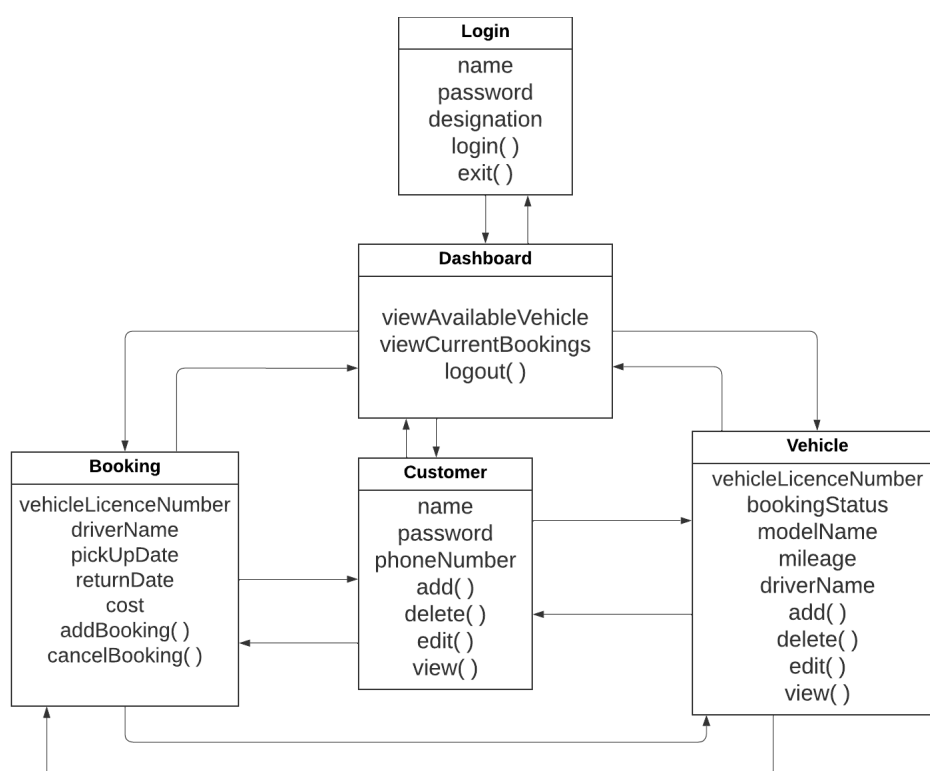 Login
name
password
designation
login( )
exit( )
Dashboard
viewAvailableVehicle
viewCurrentBookings
logout( )
Booking
vehicleLicenceNumber
driverName
pickUpDate
returnDate
cost
addBooking( )
cancelBooking( )
Customer
name
password
phoneNumber
add( )
delete( )
edit( )
view( )
Vehicle
vehicleLicenceNumber
bookingStatus
modelName
mileage
driverName
add( )
delete( )
edit( )
view( )